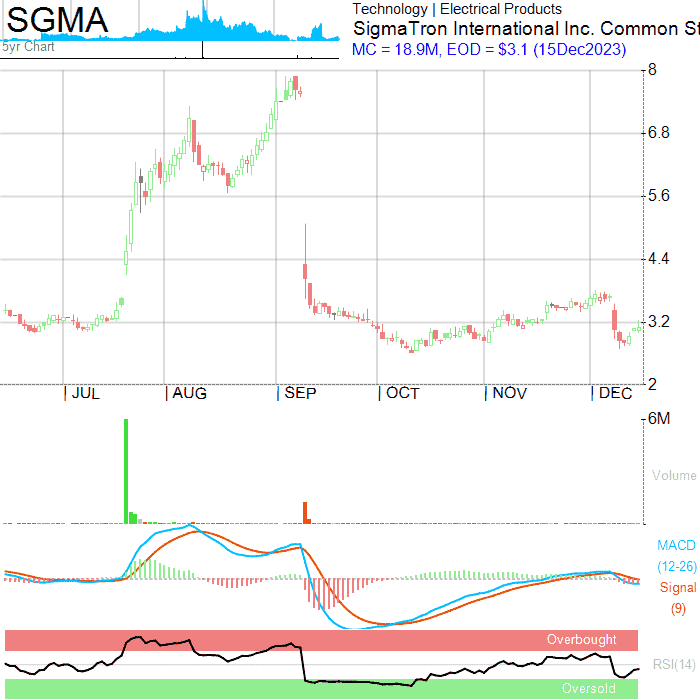 SGMA
5yr Chart
Technology | Electrical Products
SigmaTron International Inc. Common St
MC = 18.9M, EOD = $3.1 (15Dec2023)
8
6.8
5.6
4.4
3.2
2
JUL
AUG
SEP
OCT
NOV
DEC
6M
Volume
MACD
(12-26)
Signal
(9)
Overbought
RSI(14)
Oversold